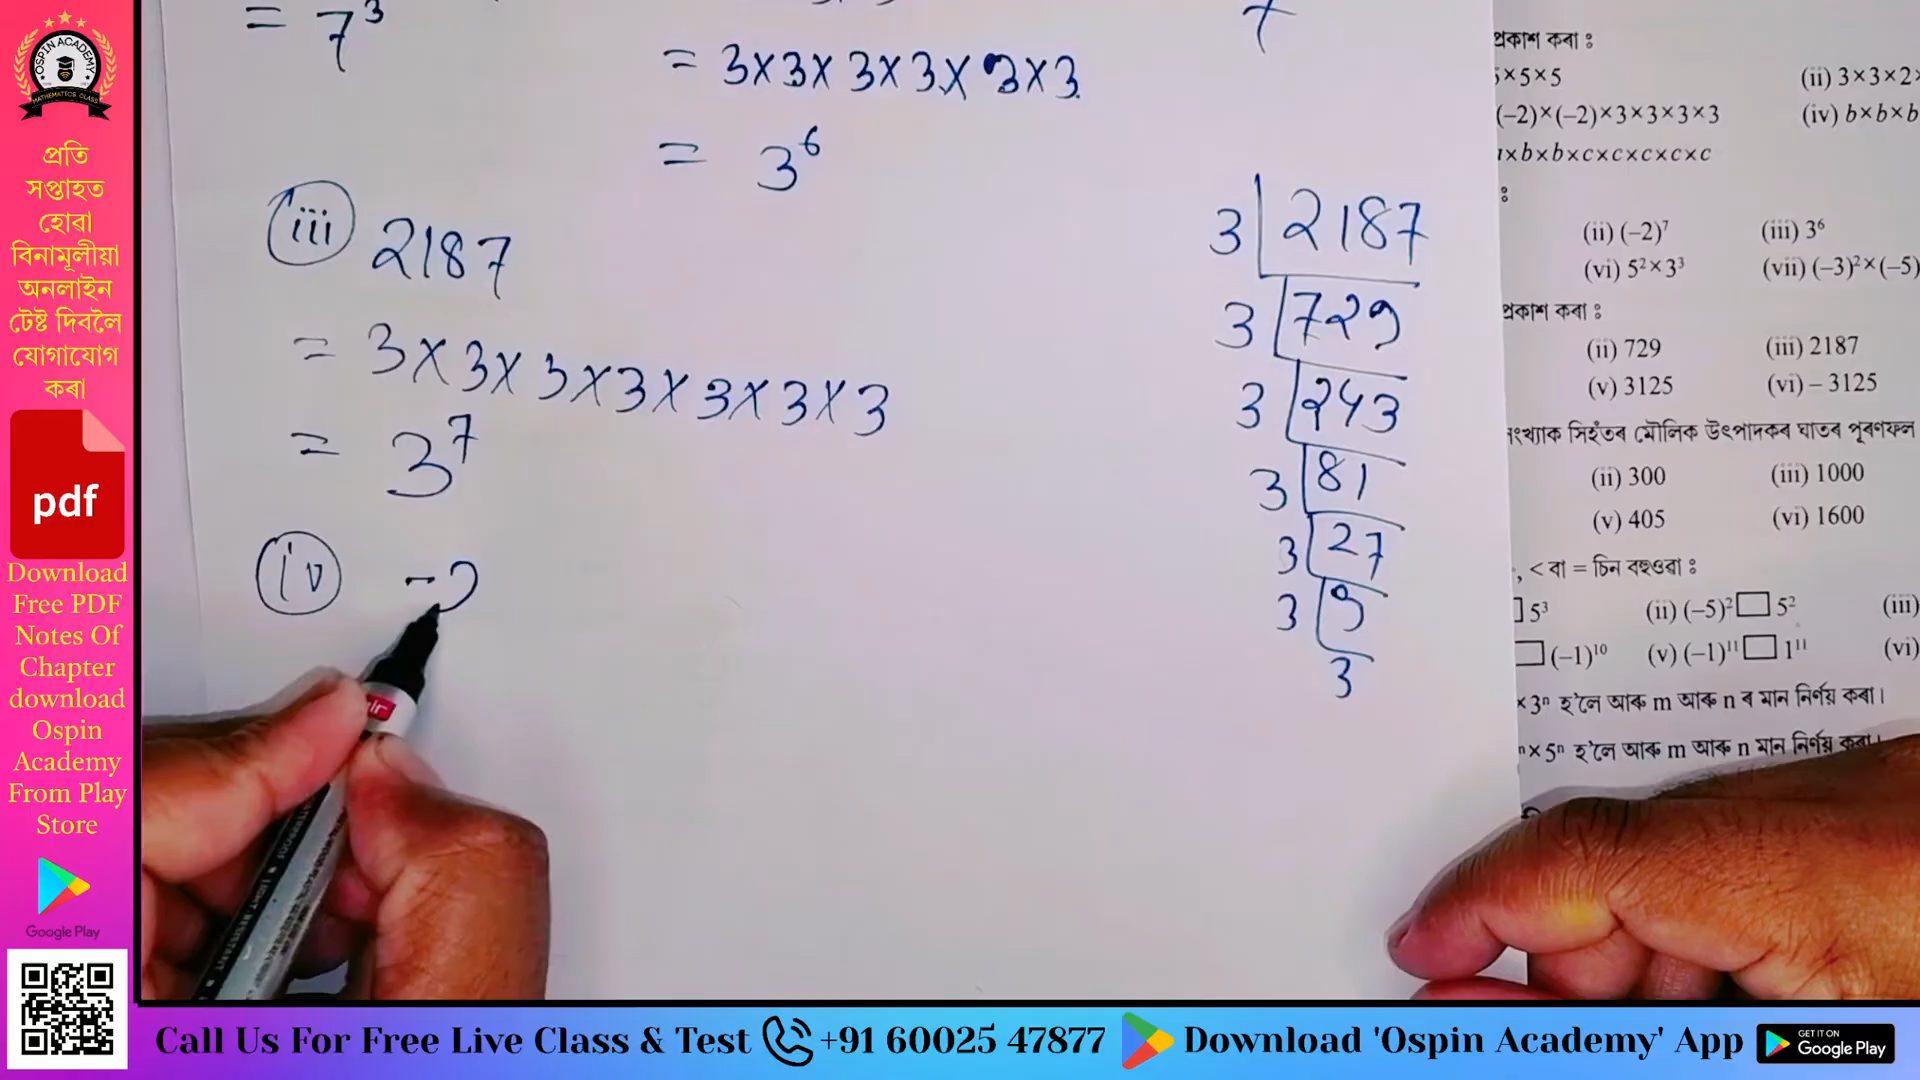 OSPIN ACADEMY
MATHEMATICS CLASS
প্ৰতি
সপ্তাহত
হোৱা
বিনামূলীয়া
অনলাইন
টেষ্ট দিবলৈ
যোগাযোগ
কৰা
pdf
Download
Free PDF
Notes Of
Chapter
download
Ospin
Academy
From Play
Store
Google Play
= 7³
= 3×3×3×3×3×3
= 3⁶
(iii) 2187
= 3×3×3×3×3×3×3
= 3⁷
(iv) -2
3 2187
3 729
3 243
3 81
3 27
3 9
3
প্ৰকাশ কৰা ঃ
×5×5 (ii) 3×3×2×
(–2)×(–2)×3×3×3×3 (iv) b×b×b
×b×b×c×c×c×c×c
ঃ
(ii) (–2)⁷ (iii) 3⁶
(vi) 5²×3³ (vii) (–3)²×(–5)
প্ৰকাশ কৰা ঃ
(ii) 729 (iii) 2187
(v) 3125 (vi) – 3125
সিহঁতৰ মৌলিক উৎপাদকৰ ঘাতৰ পূৰণফল
(ii) 300 (iii) 1000
(v) 405 (vi) 1600
, < বা = চিন বহুওৱা ঃ
□ 5³ (ii) (–5)² □ 5² (iii)
□ (–1)¹⁰ (v) (–1)¹¹ □ 1¹¹ (vi)
× 3ⁿ হ'লে আৰু m আৰু n ৰ মান নিৰ্ণয় কৰা।
ⁿ× 5ⁿ হ'লে আৰু m আৰু n মান নিৰ্ণয় কৰা।
Call Us For Free Live Class & Test +91 60025 47877 Download 'Ospin Academy' App GET IT ON Google Play